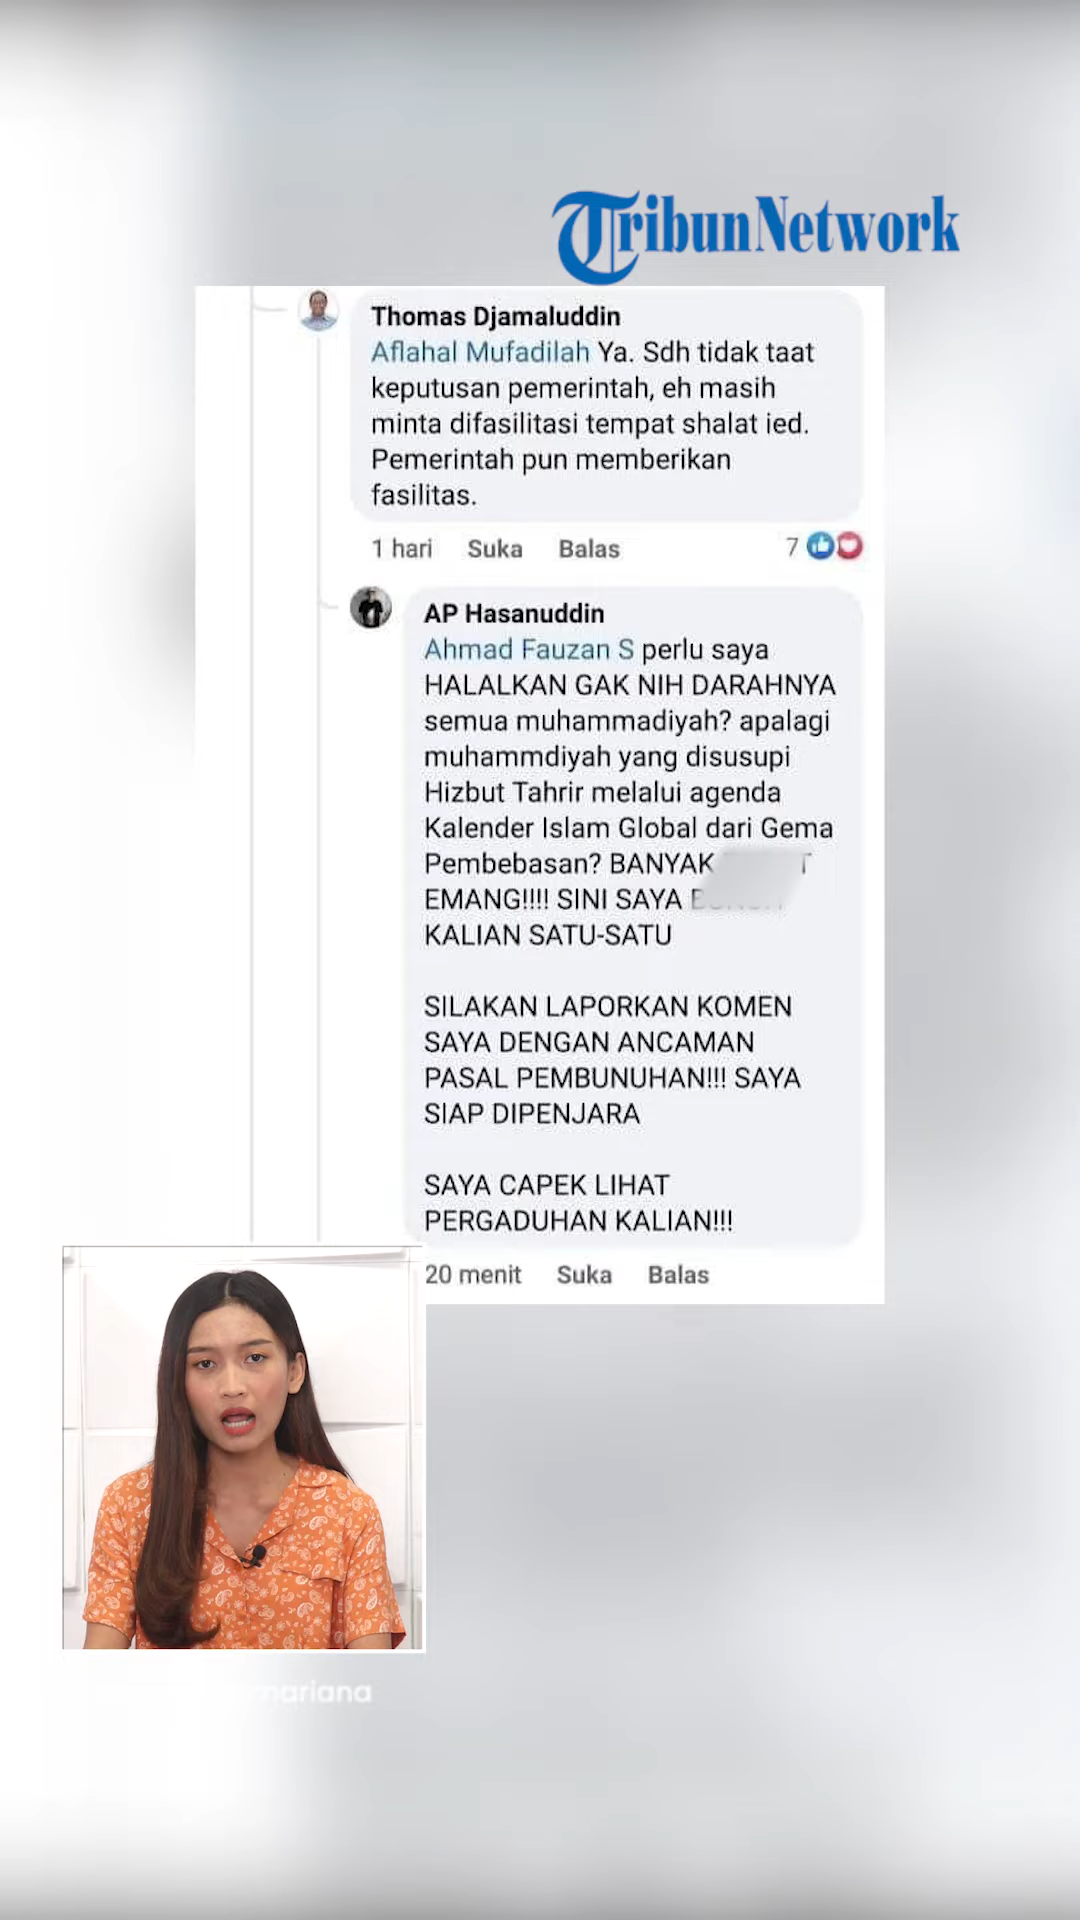 TribunNetwork
Thomas Djamaluddin
Aflahal Mufadilah Ya. Sdh tidak taat
keputusan pemerintah, eh masih
minta difasilitasi tempat shalat ied.
Pemerintah pun memberikan
fasilitas.
1 hari Suka Balas 7
AP Hasanuddin
Ahmad Fauzan S perlu saya
HALALKAN GAK NIH DARAHNYA
semua muhammadiyah? apalagi
muhammdiyah yang disusupi
Hizbut Tahrir melalui agenda
Kalender Islam Global dari Gema
Pembebasan? BANYAK
EMANG!!!! SINI SAYA
KALIAN SATU-SATU
SILAKAN LAPORKAN KOMEN
SAYA DENGAN ANCAMAN
PASAL PEMBUNUHAN!!! SAYA
SIAP DIPENJARA
SAYA CAPEK LIHAT
PERGADUHAN KALIAN!!!
20 menit Suka Balas